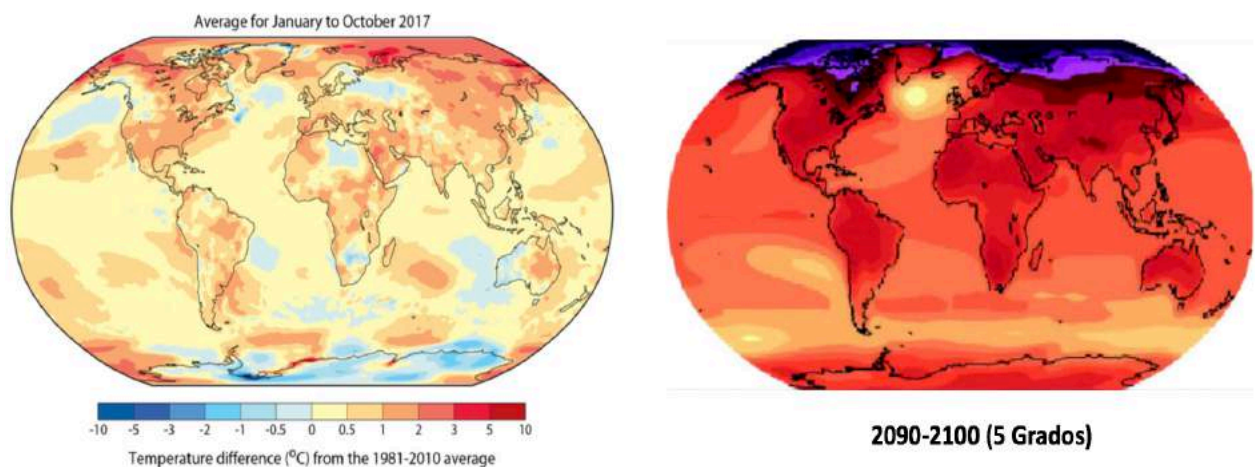 Average for January to October 2017
-10 -5 -3 -2 -1 -0.5 0 0.5 1 2 3 5 10
Temperature difference (°C) from the 1981-2010 average
2090-2100 (5 Grados)